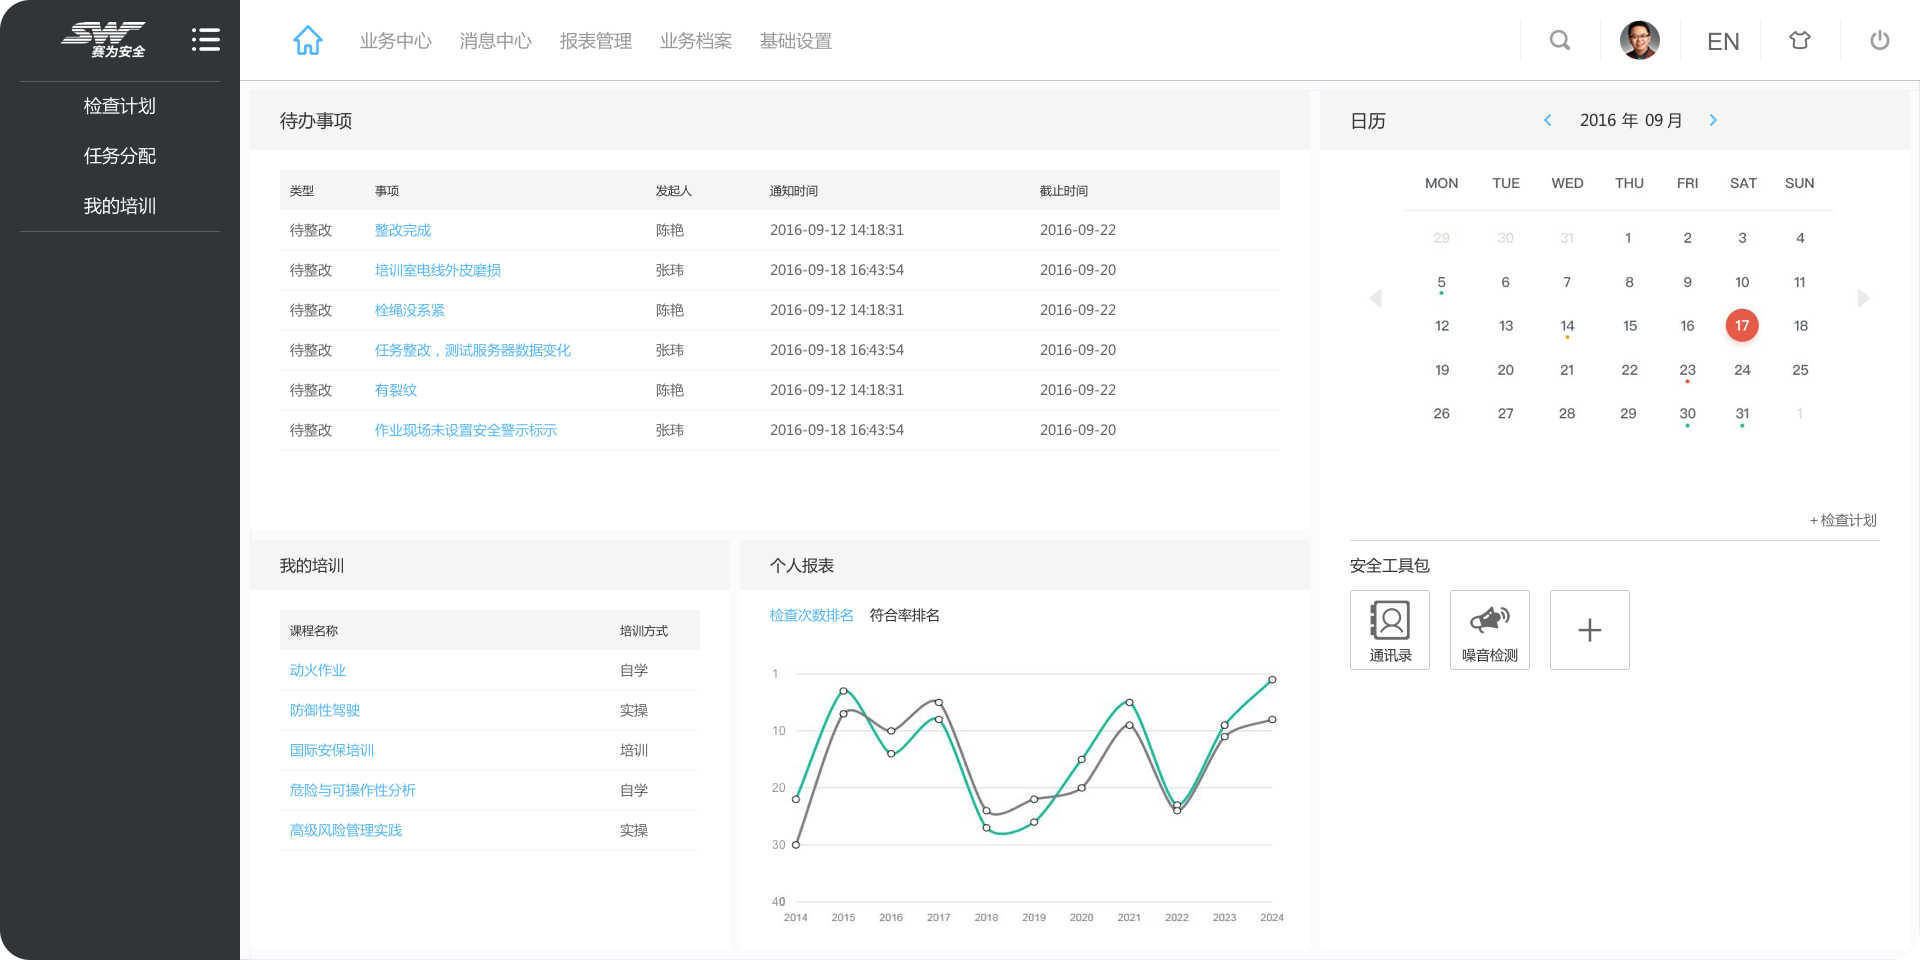 SW
赛为安全
检查计划
任务分配
我的培训
业务中心 消息中心 报表管理 业务档案 基础设置
EN
待办事项
类型 事项 发起人 通知时间 截止时间
待整改 整改完成 陈艳 2016-09-12 14:18:31 2016-09-22
待整改 培训室电线外皮磨损 张玮 2016-09-18 16:43:54 2016-09-20
待整改 栓绳没系紧 陈艳 2016-09-12 14:18:31 2016-09-22
待整改 任务整改，测试服务器数据变化 张玮 2016-09-18 16:43:54 2016-09-20
待整改 有裂纹 陈艳 2016-09-12 14:18:31 2016-09-22
待整改 作业现场未设置安全警示标示 张玮 2016-09-18 16:43:54 2016-09-20
日历
2016 年 09 月
MON TUE WED THU FRI SAT SUN
29 30 31 1 2 3 4
5 6 7 8 9 10 11
12 13 14 15 16 17 18
19 20 21 22 23 24 25
26 27 28 29 30 31 1
+ 检查计划
我的培训
课程名称 培训方式
动火作业 自学
防御性驾驶 实操
国际安保培训 培训
危险与可操作性分析 自学
高级风险管理实践 实操
个人报表
检查次数排名 符合率排名
1
10
20
30
40
2014 2015 2016 2017 2018 2019 2020 2021 2022 2023 2024
安全工具包
通讯录 噪音检测